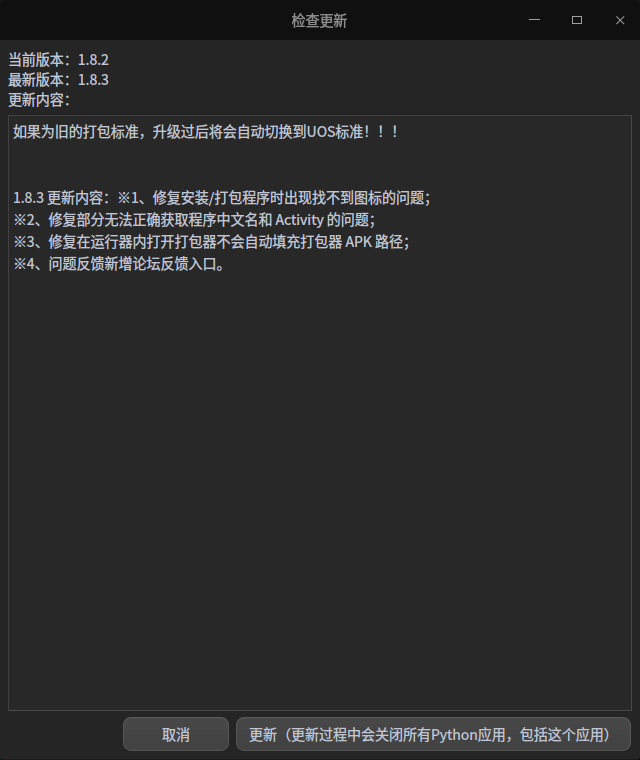 检查更新
当前版本：1.8.2
最新版本：1.8.3
更新内容：
如果为旧的打包标准，升级过后将会自动切换到UOS标准！！！
1.8.3 更新内容：※1、修复安装/打包程序时出现找不到图标的问题；
※2、修复部分无法正确获取程序中文名和 Activity 的问题；
※3、修复在运行器内打开打包器不会自动填充打包器 APK 路径；
※4、问题反馈新增论坛反馈入口。
取消
更新（更新过程中会关闭所有Python应用，包括这个应用）